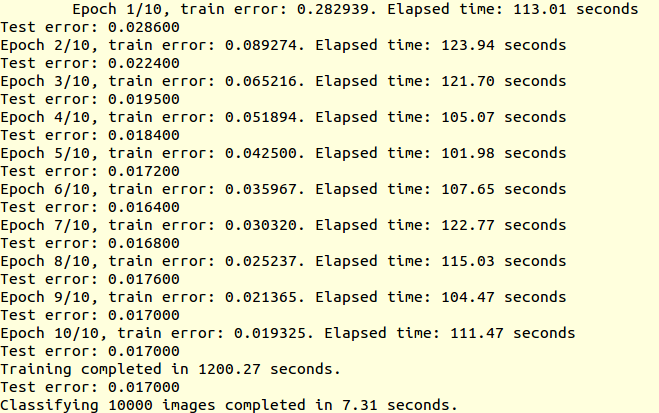 Epoch 1/10, train error: 0.282939. Elapsed time: 113.01 seconds
Test error: 0.028600
Epoch 2/10, train error: 0.089274. Elapsed time: 123.94 seconds
Test error: 0.022400
Epoch 3/10, train error: 0.065216. Elapsed time: 121.70 seconds
Test error: 0.019500
Epoch 4/10, train error: 0.051894. Elapsed time: 105.07 seconds
Test error: 0.018400
Epoch 5/10, train error: 0.042500. Elapsed time: 101.98 seconds
Test error: 0.017200
Epoch 6/10, train error: 0.035967. Elapsed time: 107.65 seconds
Test error: 0.016400
Epoch 7/10, train error: 0.030320. Elapsed time: 122.77 seconds
Test error: 0.016800
Epoch 8/10, train error: 0.025237. Elapsed time: 115.03 seconds
Test error: 0.017600
Epoch 9/10, train error: 0.021365. Elapsed time: 104.47 seconds
Test error: 0.017000
Epoch 10/10, train error: 0.019325. Elapsed time: 111.47 seconds
Test error: 0.017000
Training completed in 1200.27 seconds.
Test error: 0.017000
Classifying 10000 images completed in 7.31 seconds.